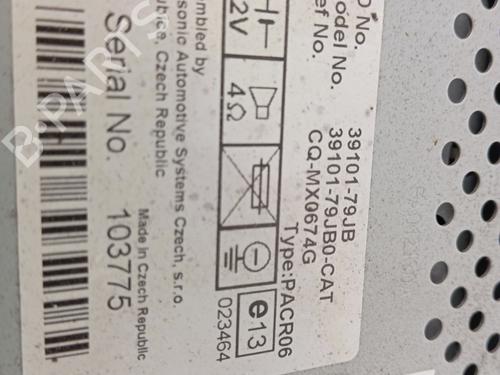 D No. 39101-79JB
odel No. 39101-79JB0-CAT
ef No. CQ-MX0674G
Type:PACR06
2V 4Ω
e13
023464
mbled by
sonic Automotive Systems Czech, s.r.o.
ubice, Czech Republic
Made in Czech Republic
Serial No. 103775
B-PARTS